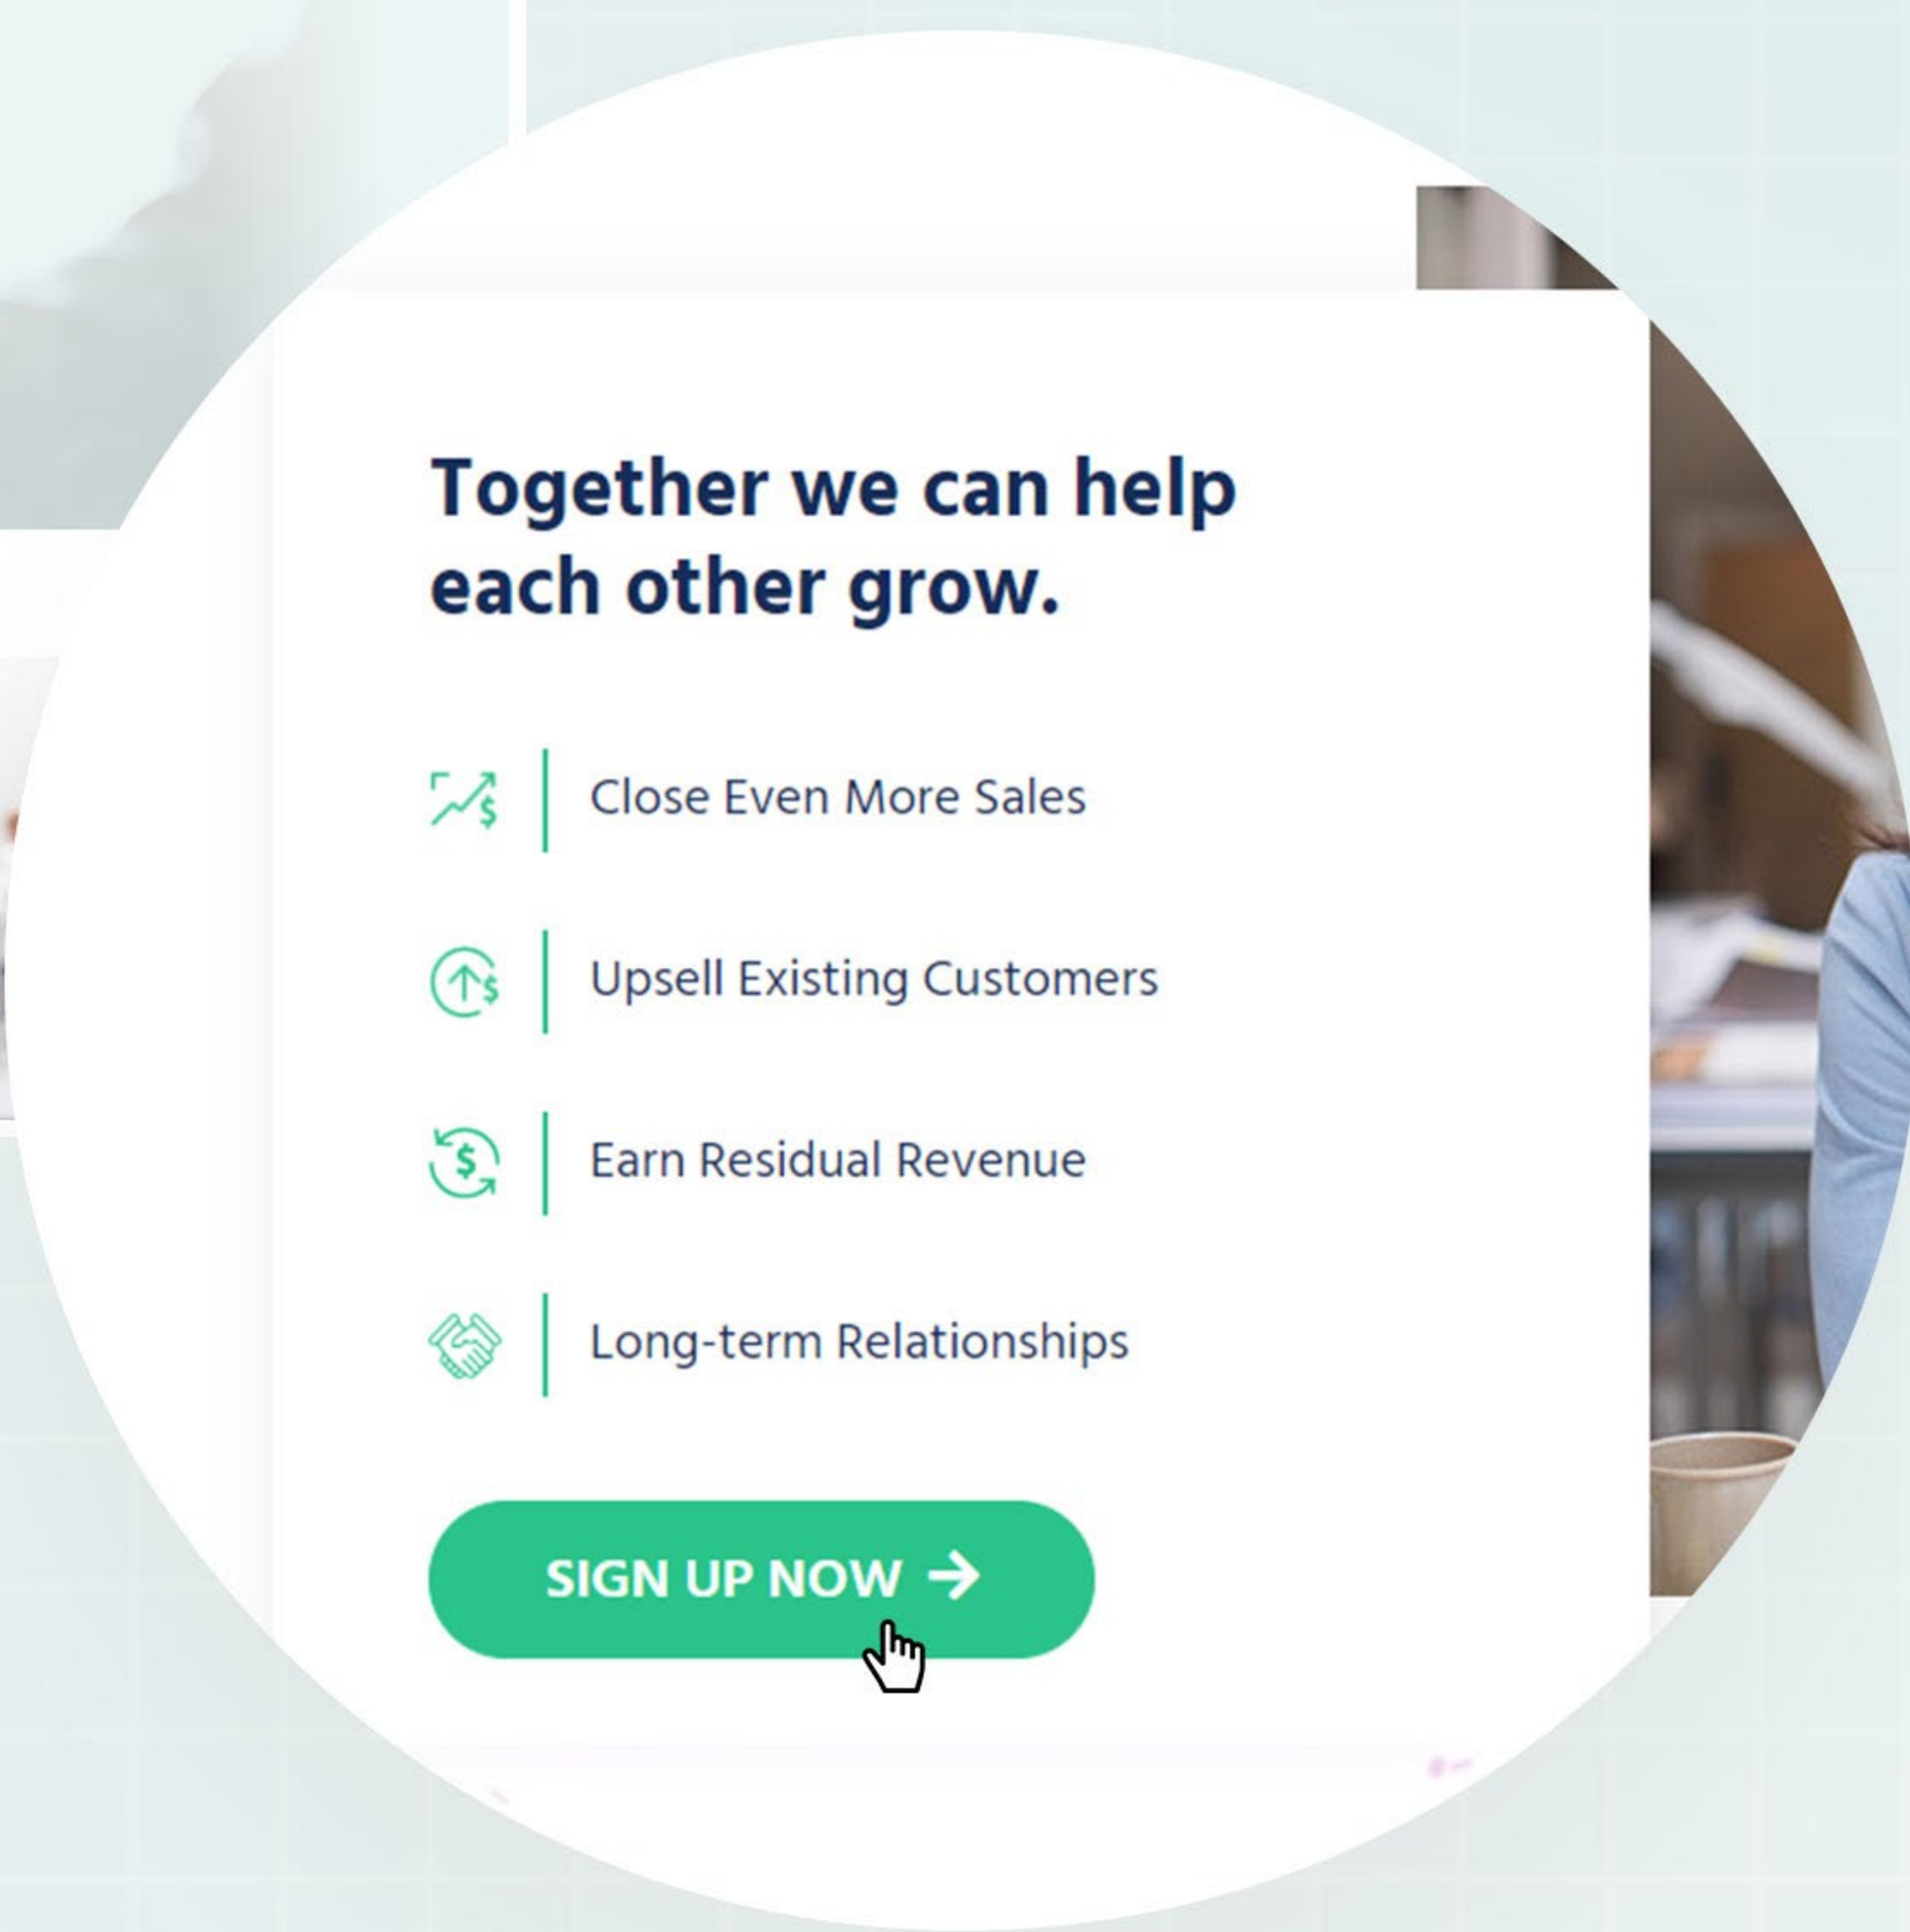 Together we can help
each other grow.
Close Even More Sales
Upsell Existing Customers
Earn Residual Revenue
Long-term Relationships
SIGN UP NOW